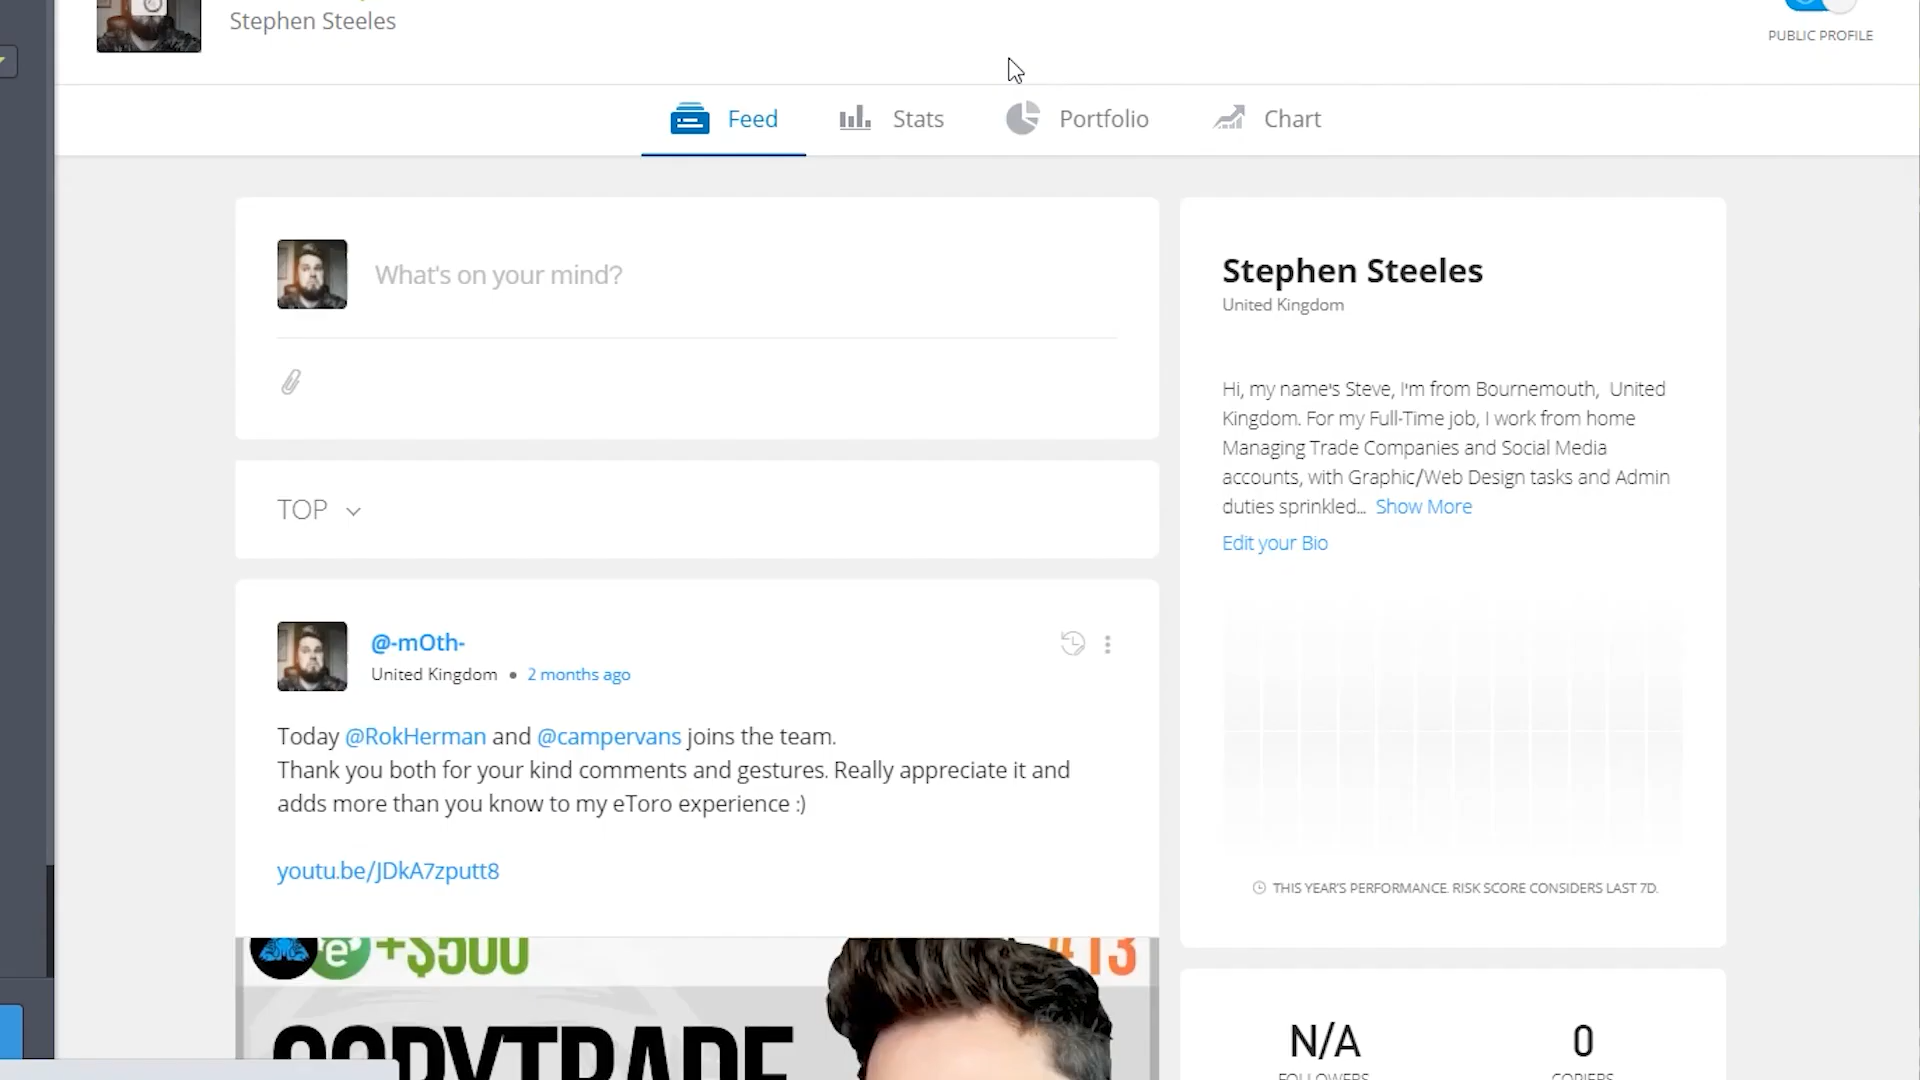 Stephen Steeles
PUBLIC PROFILE
Feed
Stats
Portfolio
Chart
What's on your mind?
TOP
@-mOth-
United Kingdom • 2 months ago
Today @RokHerman and @campervans joins the team.
Thank you both for your kind comments and gestures. Really appreciate it and
adds more than you know to my eToro experience :)
youtu.be/JDkA7zputt8
e +$500
#13
COPYTRADE
Stephen Steeles
United Kingdom
Hi, my name's Steve, I'm from Bournemouth, United
Kingdom. For my Full-Time job, I work from home
Managing Trade Companies and Social Media
accounts, with Graphic/Web Design tasks and Admin
duties sprinkled... Show More
Edit your Bio
THIS YEAR'S PERFORMANCE. RISK SCORE CONSIDERS LAST 7D.
N/A
FOLLOWERS
0
COPIERS